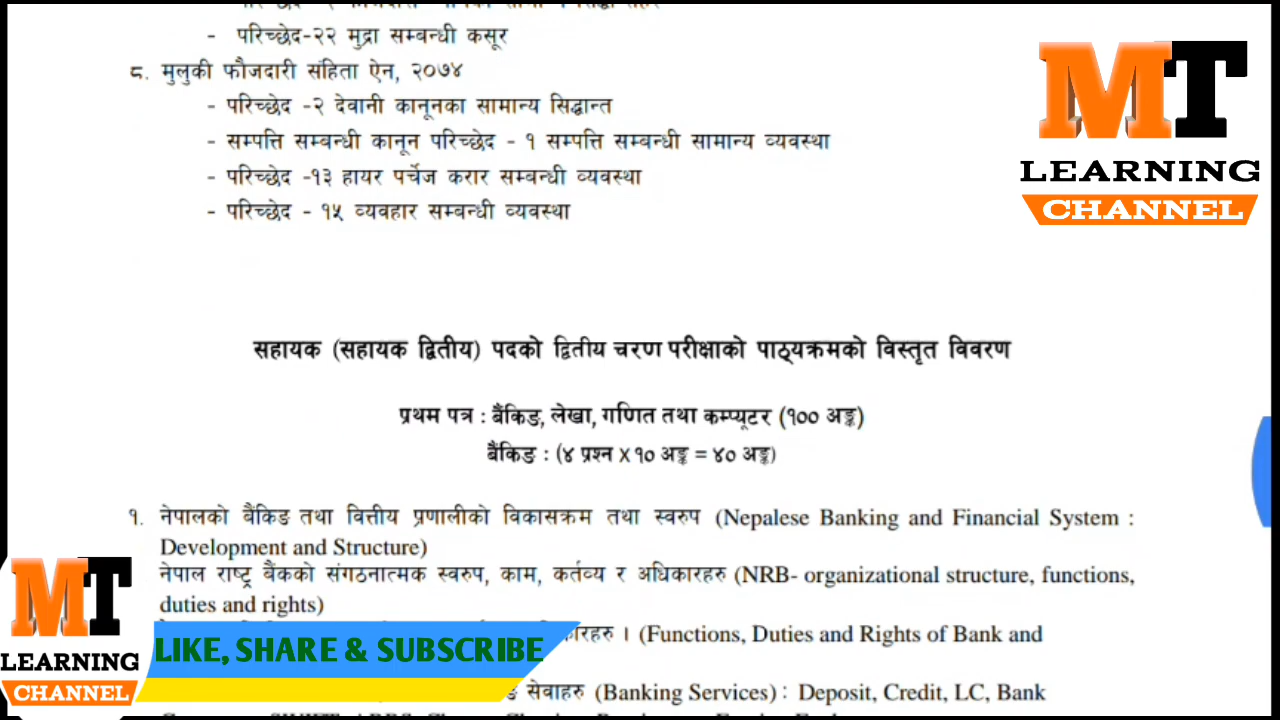 - परिच्छेद-२२ मुद्रा सम्बन्धी कसूर
८. मुलुकी फौजदारी संहिता ऐन, २०७४
- परिच्छेद -२ देवानी कानूनका सामान्य सिद्धान्त
- सम्पत्ति सम्बन्धी कानून परिच्छेद - १ सम्पत्ति सम्बन्धी सामान्य व्यवस्था
- परिच्छेद -१३ हायर पर्चेज करार सम्बन्धी व्यवस्था
- परिच्छेद - १५ व्यवहार सम्बन्धी व्यवस्था
MT
LEARNING
CHANNEL
सहायक (सहायक द्वितीय) पदको द्वितीय चरण परीक्षाको पाठ्यक्रमको विस्तृत विवरण
प्रथम पत्र : बैंकिङ, लेखा, गणित तथा कम्प्यूटर (१०० अङ्क)
बैंकिङ : (४ प्रश्न X १० अङ्क = ४० अङ्क)
१. नेपालको बैंकिङ तथा वित्तीय प्रणालीको विकासक्रम तथा स्वरुप (Nepalese Banking and Financial System :
Development and Structure)
नेपाल राष्ट्र बैंकको संगठनात्मक स्वरुप, काम, कर्तव्य र अधिकारहरु (NRB- organizational structure, functions,
duties and rights)
। (Functions, Duties and Rights of Bank and
सेवाहरु (Banking Services) : Deposit, Credit, LC, Bank
MT
LEARNING
CHANNEL
LIKE, SHARE & SUBSCRIBE